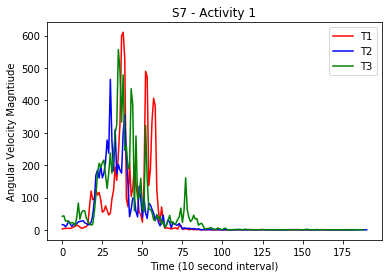 S7 - Activity 1
T1
T2
T3
Angular Velocity Magntiude
600
500
400
300
200
100
0
0 25 50 75 100 125 150 175
Time (10 second interval)